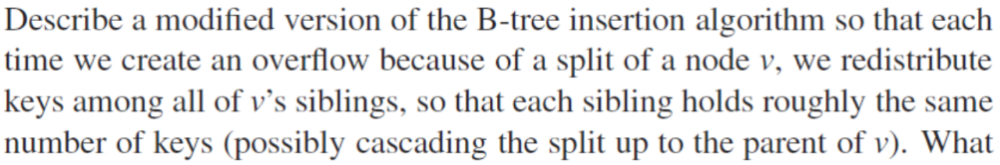 Describe a modified version of the B-tree insertion algorithm so that each
time we create an overflow because of a split of a node v, we redistribute
keys among all of v’s siblings, so that each sibling holds roughly the same
number of keys (possibly cascading the split up to the parent of v). What